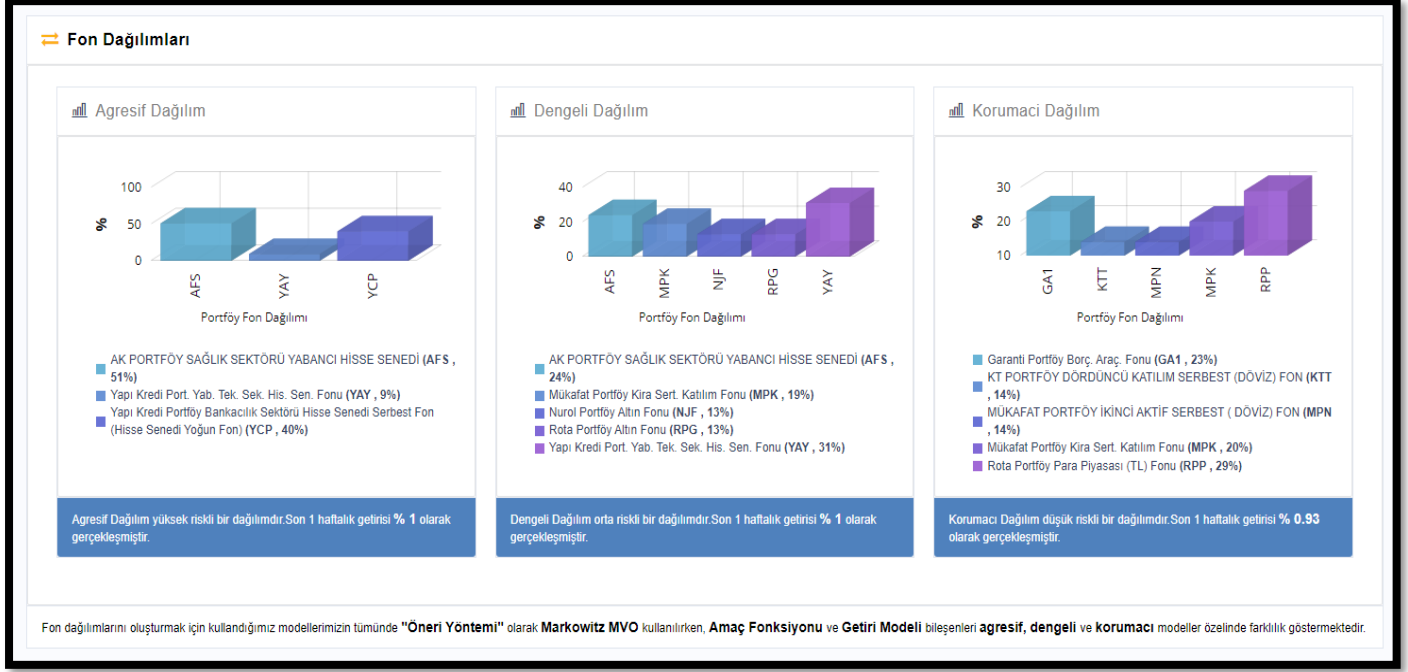 Fon Dağılımları
Agresif Dağılım
100
50
0
%
AFS
YAY
YCP
Portföy Fon Dağılımı
AK PORTFÖY SAĞLIK SEKTÖRÜ YABANCI HİSSE SENEDİ (AFS ,
51%)
Yapı Kredi Port. Yab. Tek. Sek. His. Sen. Fonu (YAY , 9%)
Yapı Kredi Portföy Bankacılık Sektörü Hisse Senedi Serbest Fon
(Hisse Senedi Yoğun Fon) (YCP , 40%)
Agresif Dağılım yüksek riskli bir dağılımdır.Son 1 haftalık getirisi % 1 olarak
gerçekleşmiştir.
Dengeli Dağılım
40
20
0
%
AFS
MPK
NJF
RPG
YAY
Portföy Fon Dağılımı
AK PORTFÖY SAĞLIK SEKTÖRÜ YABANCI HİSSE SENEDİ (AFS ,
24%)
Mükafat Portföy Kira Sert. Katılım Fonu (MPK , 19%)
Nurol Portföy Altın Fonu (NJF , 13%)
Rota Portföy Altın Fonu (RPG , 13%)
Yapı Kredi Port. Yab. Tek. Sek. His. Sen. Fonu (YAY , 31%)
Dengeli Dağılım orta riskli bir dağılımdır.Son 1 haftalık getirisi % 1 olarak
gerçekleşmiştir.
Korumaci Dağılım
30
20
10
%
GA1
KTT
MPN
MPK
RPP
Portföy Fon Dağılımı
Garanti Portföy Borç. Araç. Fonu (GA1 , 23%)
KT PORTFÖY DÖRDÜNCÜ KATILIM SERBEST (DÖVİZ) FON (KTT
, 14%)
MÜKAFAT PORTFÖY İKİNCİ AKTİF SERBEST ( DÖVİZ) FON (MPN
, 14%)
Mükafat Portföy Kira Sert. Katılım Fonu (MPK , 20%)
Rota Portföy Para Piyasası (TL) Fonu (RPP , 29%)
Korumacı Dağılım düşük riskli bir dağılımdır.Son 1 haftalık getirisi % 0.93
olarak gerçekleşmiştir.
Fon dağılımlarını oluşturmak için kullandığımız modellerimizin tümünde "Öneri Yöntemi" olarak Markowitz MVO kullanılırken, Amaç Fonksiyonu ve Getiri Modeli bileşenleri agresif, dengeli ve korumacı modeller özelinde farklılık göstermektedir.